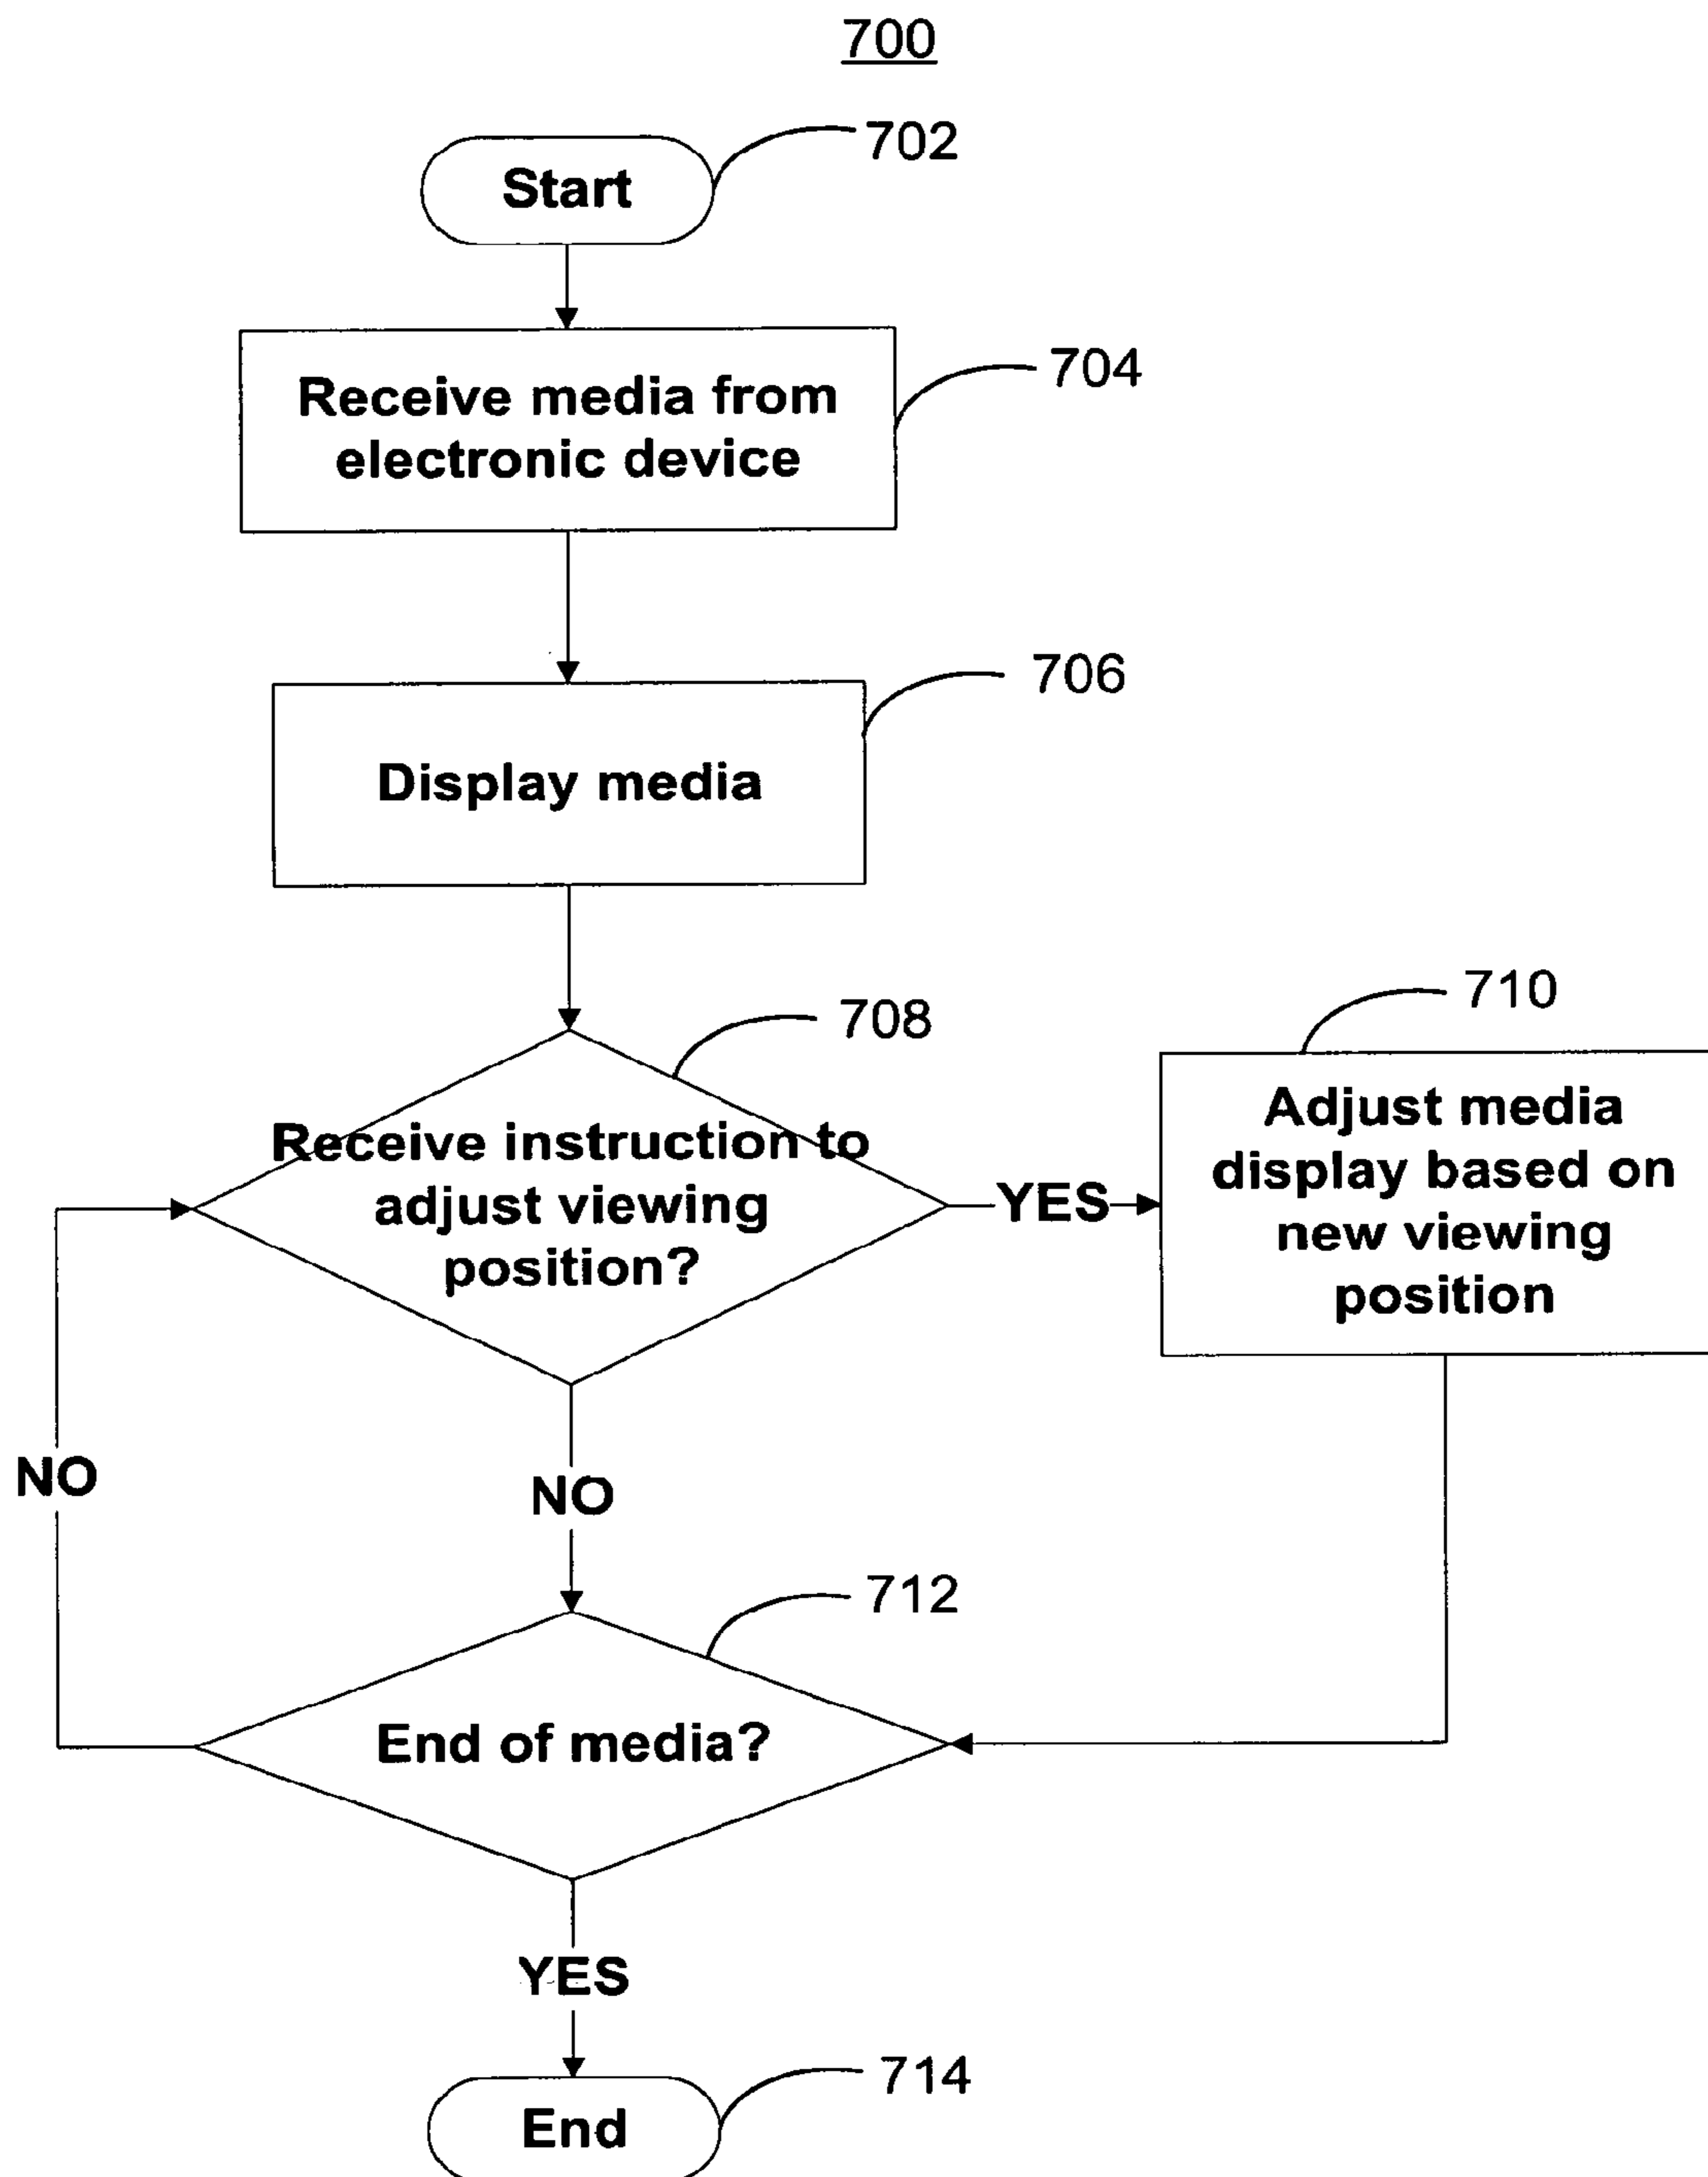 700
702
Start
704
Receive media from
electronic device
706
Display media
708
710
Receive instruction to
adjust viewing
position?
YES
Adjust media
display based on
new viewing
position
NO
NO
712
End of media?
YES
714
End